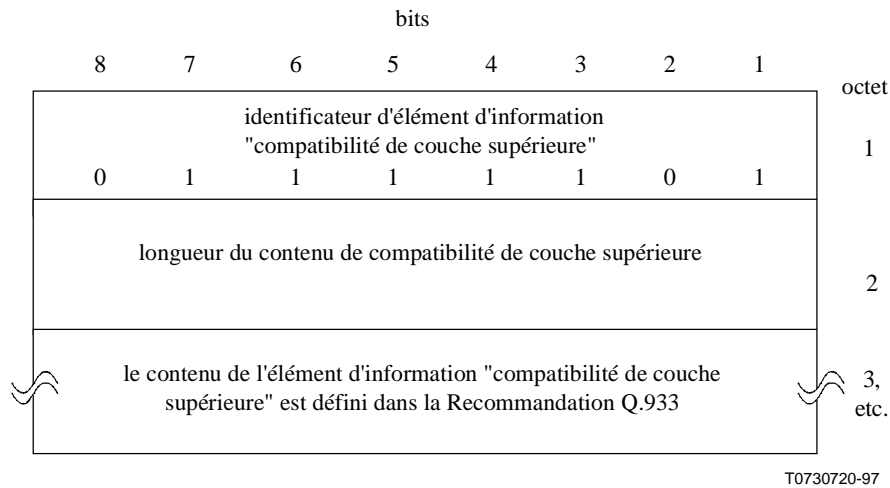 bits
8 7 6 5 4 3 2 1
octet
identificateur d'élément d'information
"compatibilité de couche supérieure"
1
0 1 1 1 1 1 0 1
longueur du contenu de compatibilité de couche supérieure
2
le contenu de l'élément d'information "compatibilité de couche
supérieure" est défini dans la Recommandation Q.933
3,
etc.
T0730720-97